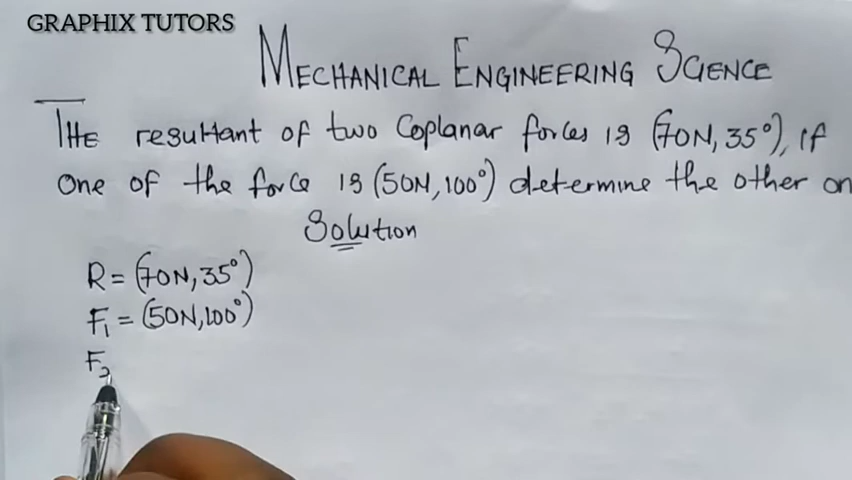 GRAPHIX TUTORS
MECHANICAL ENGINEERING SCIENCE
THE resultant of two Coplanar forces is (70N, 35°), if
one of the force is (50N, 100°) determine the other on
Solution
R = (70N, 35°)
F₁ = (50N, 100°)
F₂